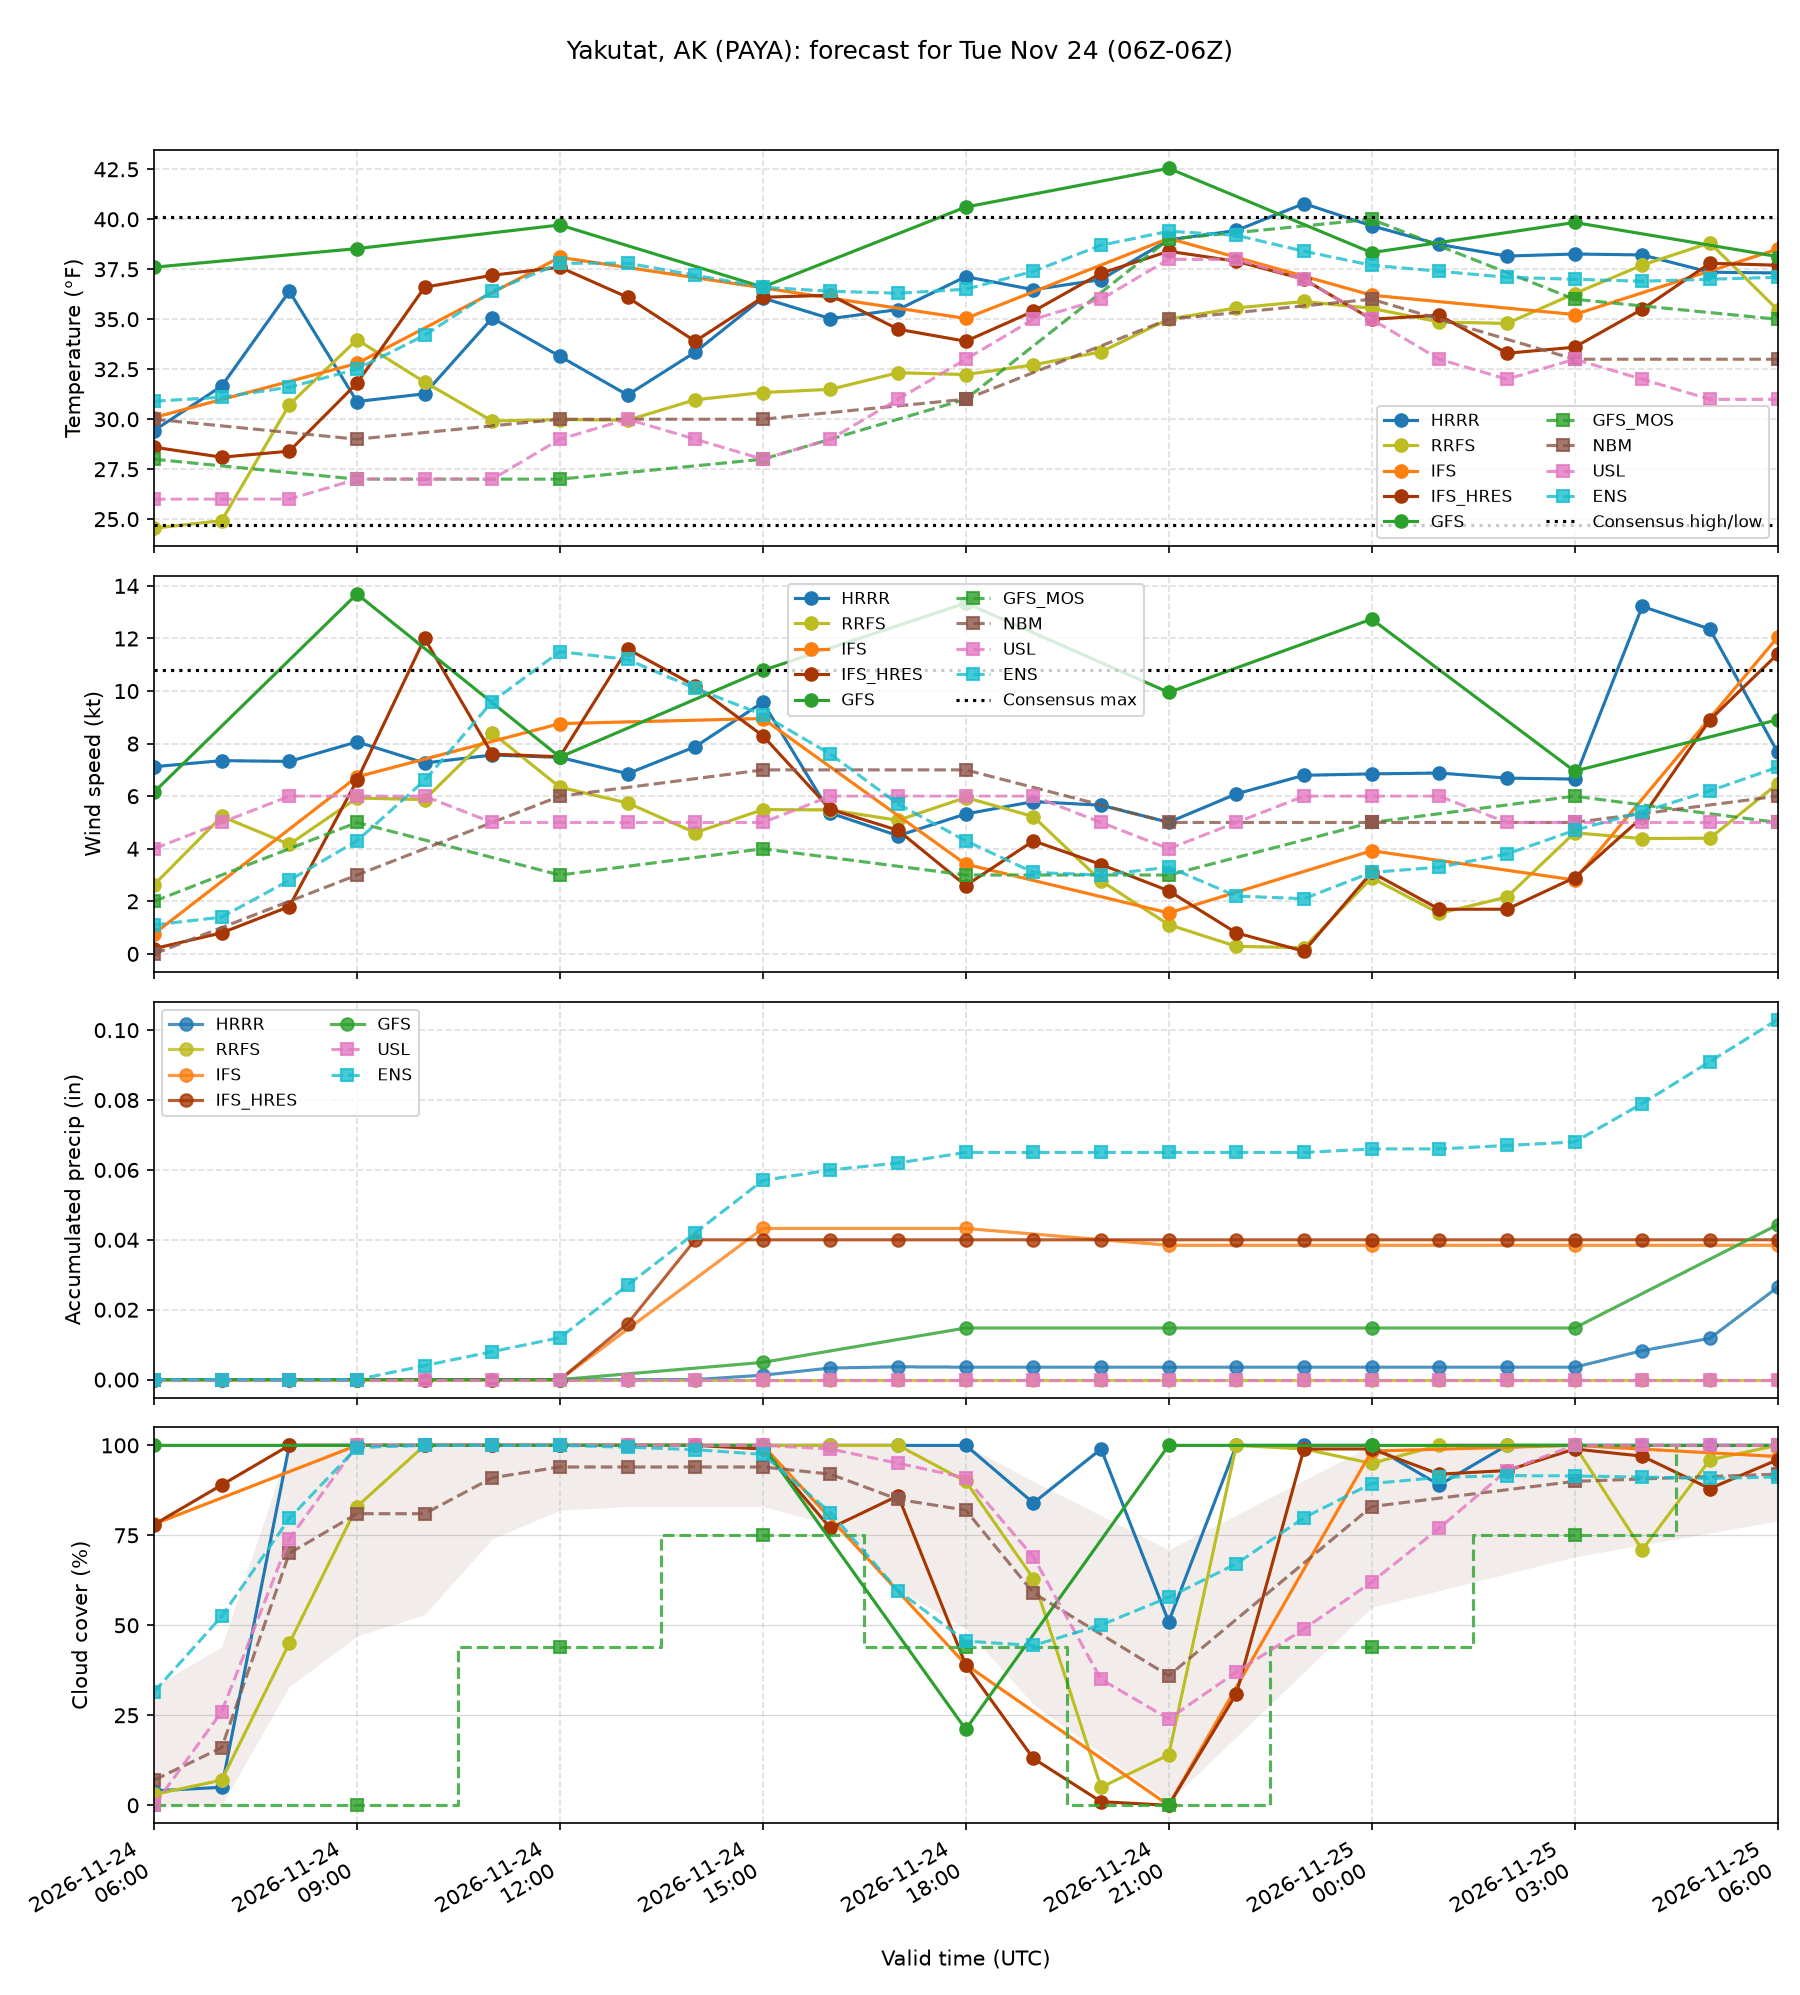 Yakutat, AK (PAYA): forecast for Tue Nov 24 (06Z-06Z)
Temperature (°F)
42.5
40.0
37.5
35.0
32.5
30.0
27.5
25.0
HRRR
RRFS
IFS
IFS_HRES
GFS
GFS_MOS
NBM
USL
ENS
Consensus high/low
Wind speed (kt)
14
12
10
8
6
4
2
0
HRRR
RRFS
IFS
IFS_HRES
GFS
GFS_MOS
NBM
USL
ENS
Consensus max
Accumulated precip (in)
0.10
0.08
0.06
0.04
0.02
0.00
HRRR
RRFS
IFS
IFS_HRES
GFS
USL
ENS
Cloud cover (%)
100
75
50
25
0
2026-11-24
06:00
2026-11-24
09:00
2026-11-24
12:00
2026-11-24
15:00
2026-11-24
18:00
2026-11-24
21:00
2026-11-25
00:00
2026-11-25
03:00
2026-11-25
06:00
Valid time (UTC)